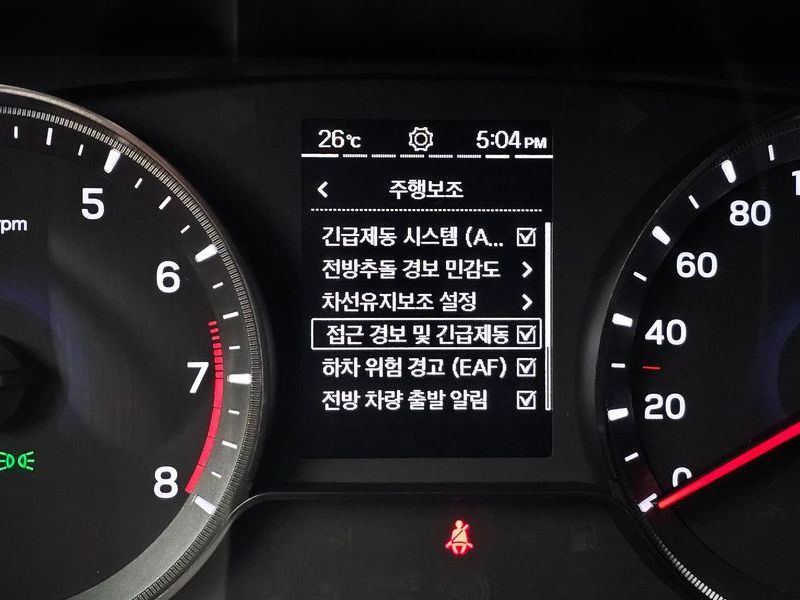 26℃ 5:04 PM
주행보조
긴급제동 시스템 (A...
전방추돌 경보 민감도
차선유지보조 설정
접근 경보 및 긴급제동
하차 위험 경고 (EAF)
전방 차량 출발 알림
rpm
5
6
7
8
80
60
40
20
0